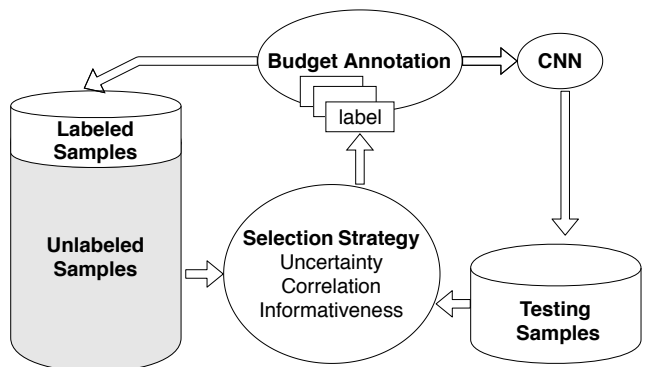 Budget Annotation
CNN
label
Labeled
Samples
Unlabeled
Samples
Selection Strategy
Uncertainty
Correlation
Informativeness
Testing
Samples